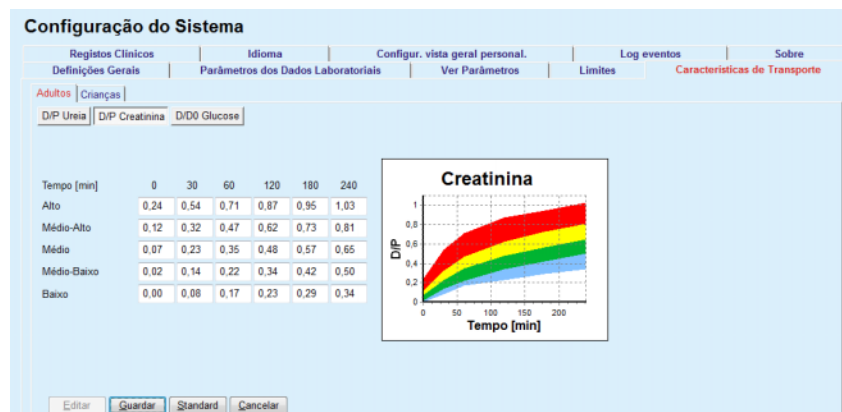 Configuração do Sistema
Registos Clínicos | Idioma | Configur. vista geral personal. | Log eventos | Sobre
Definições Gerais | Parâmetros dos Dados Laboratoriais | Ver Parâmetros | Limites | Características de Transporte
Adultos | Crianças |
D/P Ureia D/P Creatinina D/D0 Glucose
Tempo [min] 0 30 60 120 180 240
Alto 0,24 0,54 0,71 0,87 0,95 1,03
Médio-Alto 0,12 0,32 0,47 0,62 0,73 0,81
Médio 0,07 0,23 0,35 0,48 0,57 0,65
Médio-Baixo 0,02 0,14 0,22 0,34 0,42 0,50
Baixo 0,00 0,08 0,17 0,23 0,29 0,34
Creatinina
D/P
1
0,8
0,6
0,4
0,2
0
0 50 100 150 200
Tempo [min]
Editar Guardar Standard Cancelar